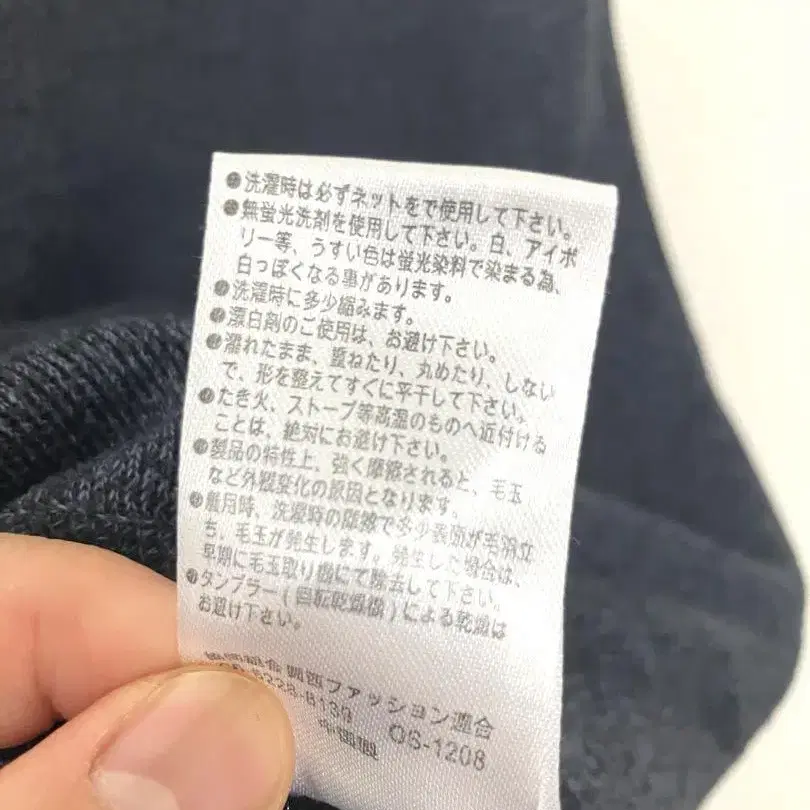 ●洗濯時は必ずネットをで使用して下さい。
●無蛍光洗剤を使用して下さい。白、アイボ
リー等、うすい色は蛍光染料で染まる為、
白っぽくなる事があります。
●洗濯時に多少縮みます。
●漂白剤のご使用は、お避け下さい。
●濡れたまま、重ねたり、丸めたり、しない
で、形を整えてすぐに平干して下さい。
●たき火、ストーブ等高温のものへ近付ける
ことは、絶対にお避け下さい。
●製品の特性上、強く摩擦されると、毛玉
など外観変化の原因となります。
●着用時、洗濯時の摩擦で多少表面が毛羽立
ち、毛玉が発生します。発生した場合は、
早期に毛玉取り機にて除去して下さい。
●タンブラー(回転乾燥機)による乾燥は
お避け下さい。
協同組合関西ファッション連合
6228-6139 OS-1208
中国製